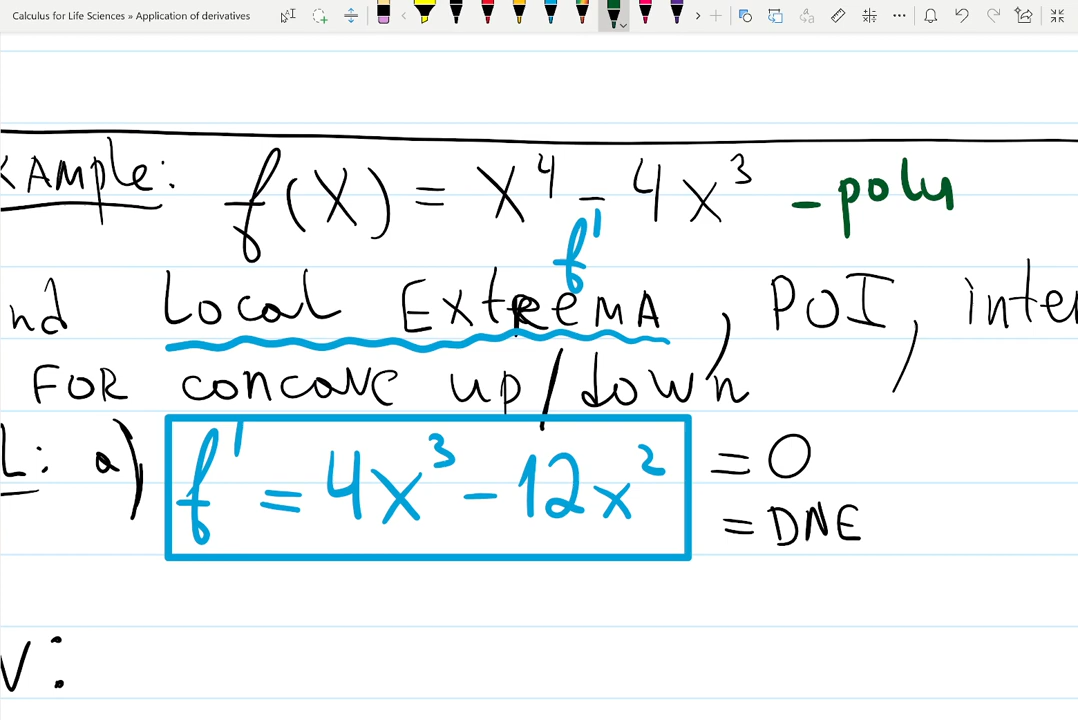 Calculus for Life Sciences » Application of derivatives
xAmple: f(x) = x⁴ - 4x³ - poly
f'
nd Local ExtRemA, POI, inter
FOR concave up/down
L: a) f' = 4x³ - 12x² = 0
= DNE
V: